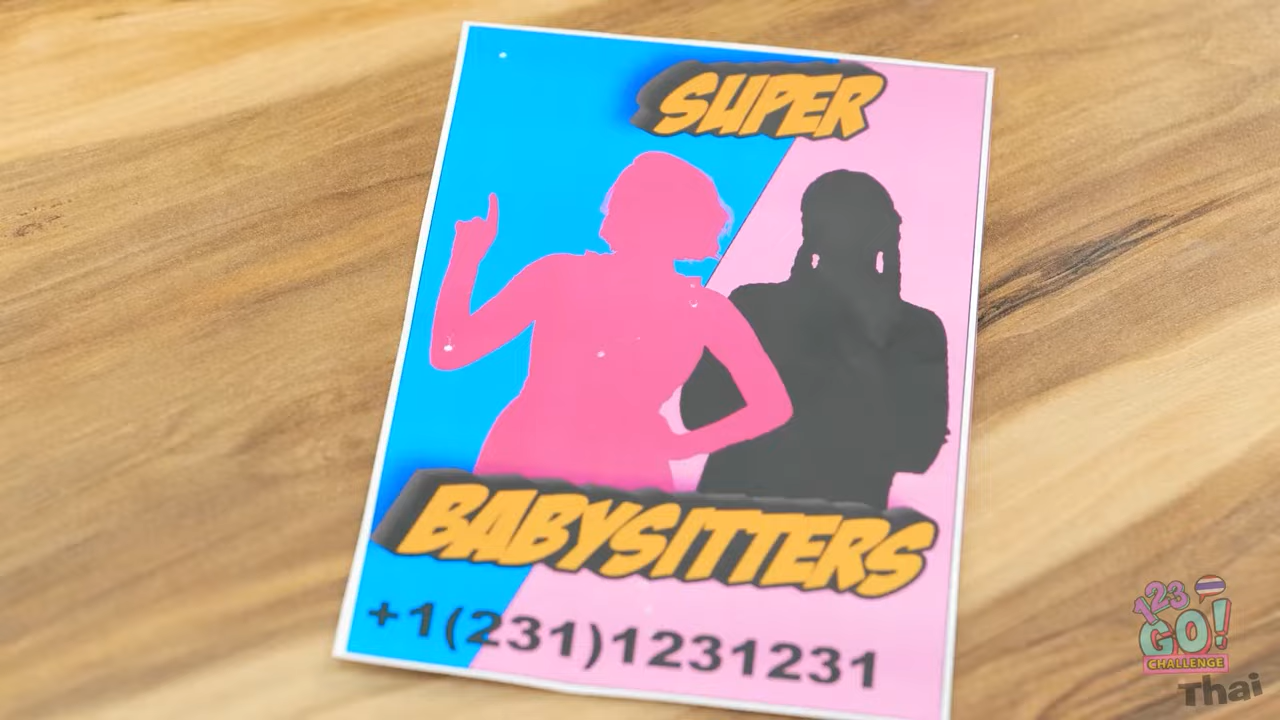 SUPER
BABYSITTERS
+1(231)1231231
123
GO!
CHALLENGE
Thai